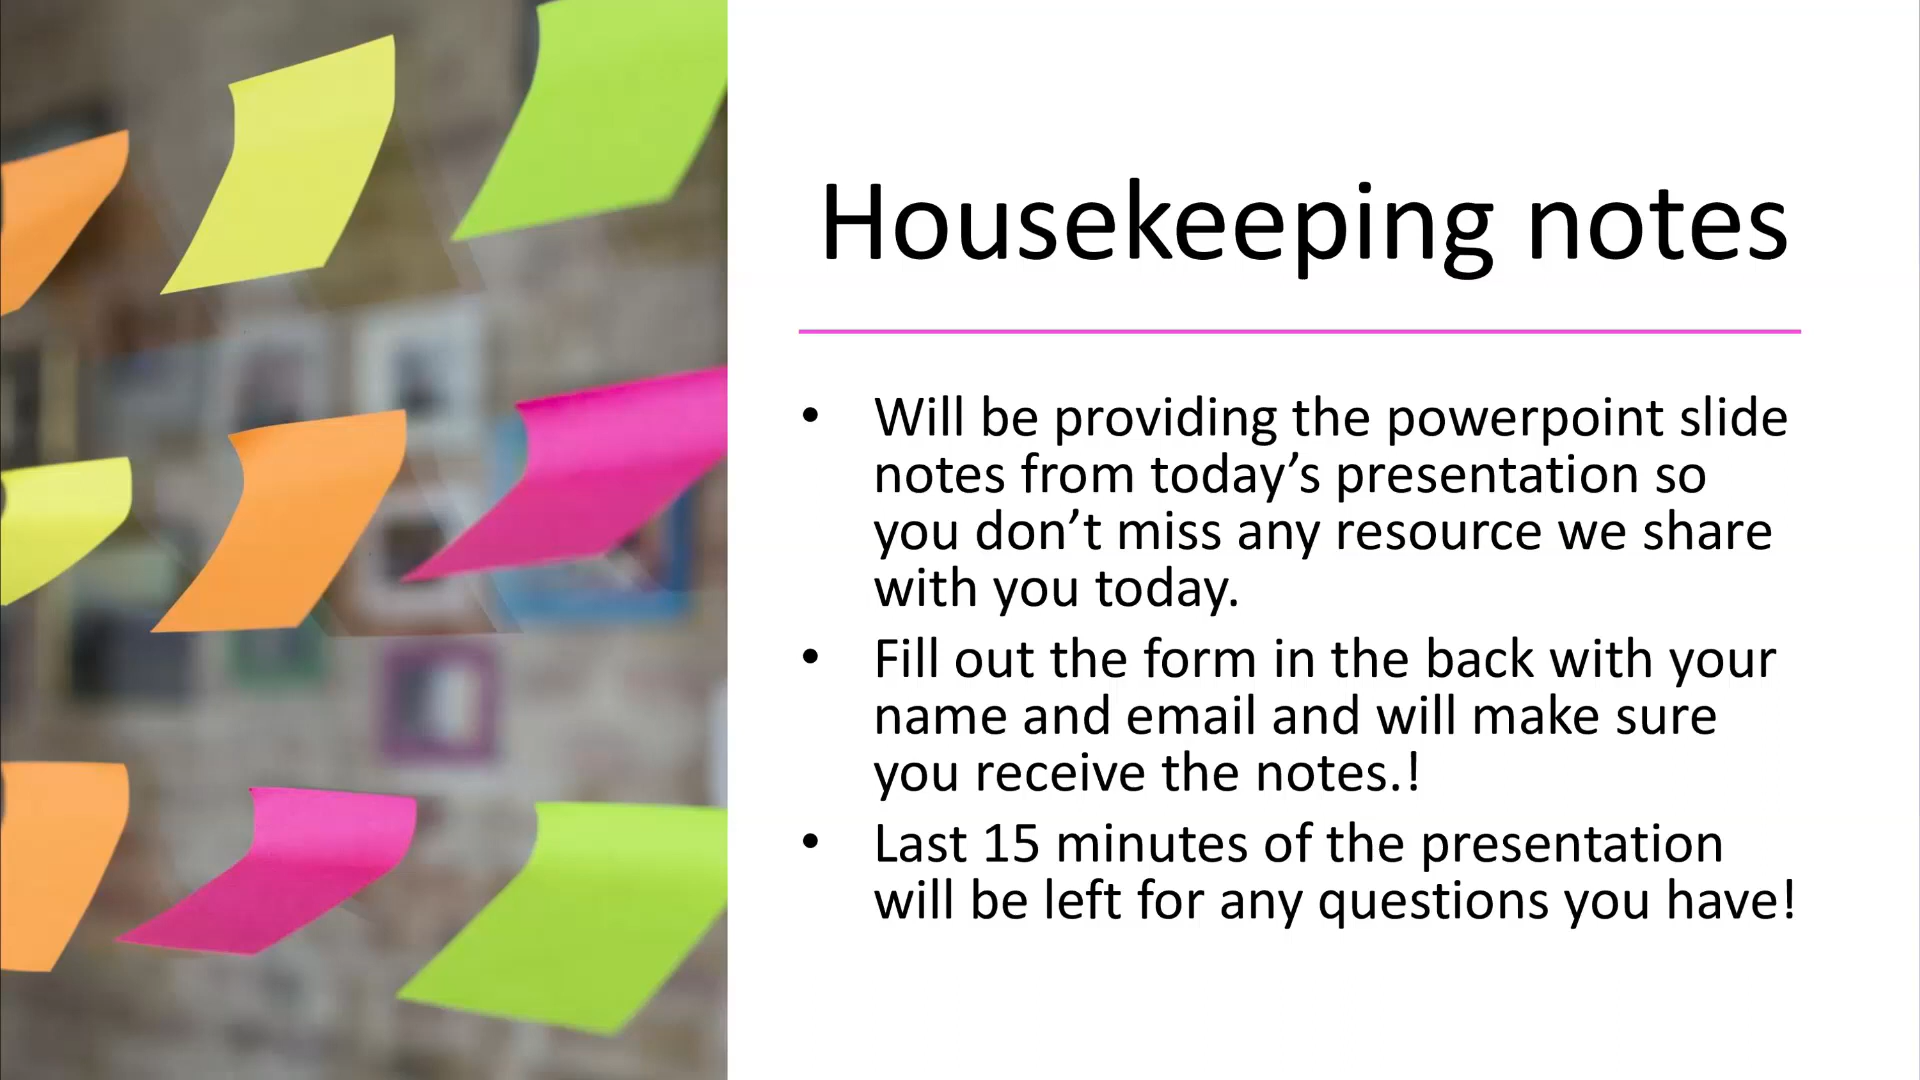 Housekeeping notes
• Will be providing the powerpoint slide
notes from today’s presentation so
you don’t miss any resource we share
with you today.
• Fill out the form in the back with your
name and email and will make sure
you receive the notes.!
• Last 15 minutes of the presentation
will be left for any questions you have!